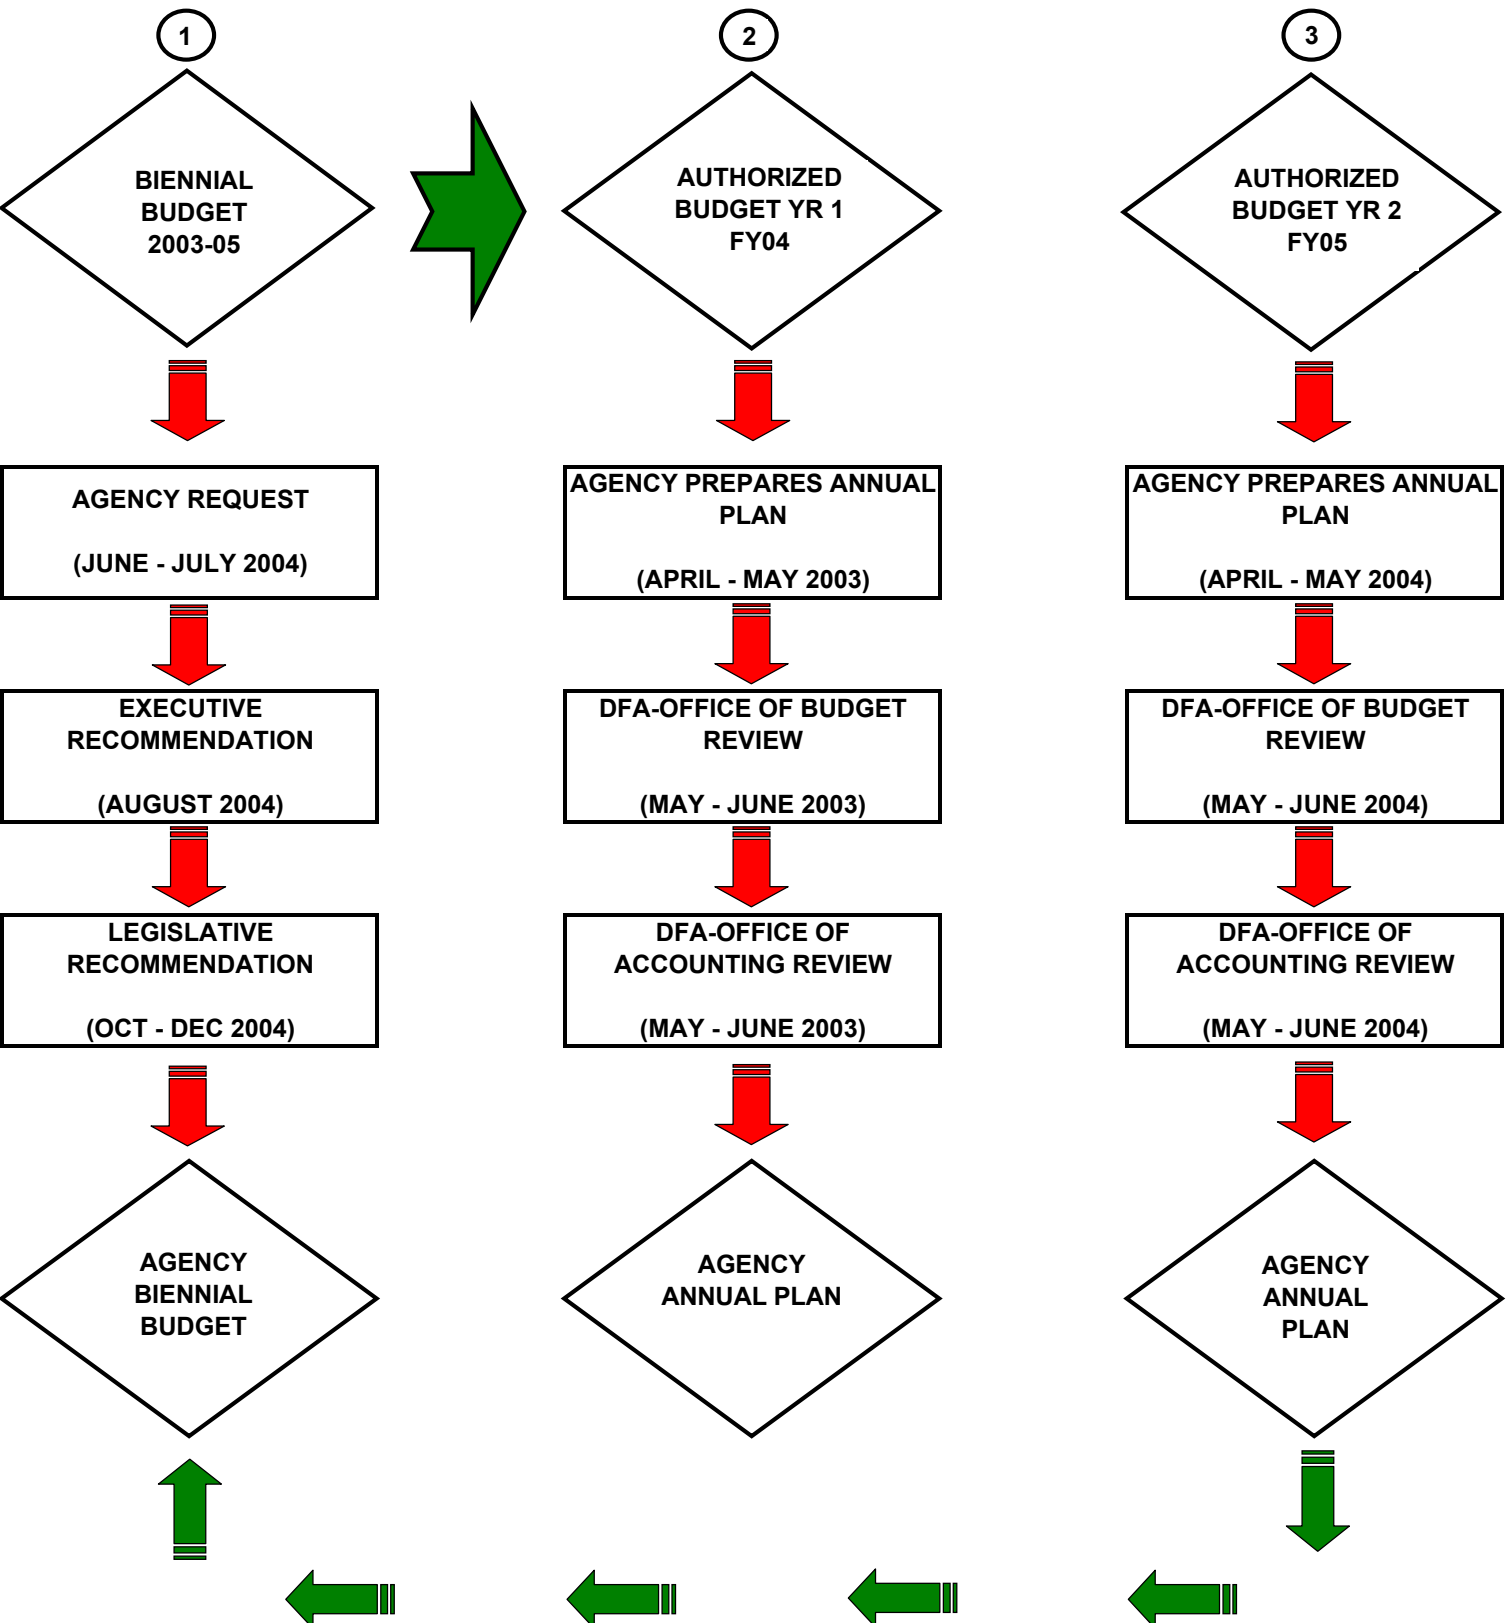 1
BIENNIAL
BUDGET
2003-05
AGENCY REQUEST
(JUNE - JULY 2004)
EXECUTIVE
RECOMMENDATION
(AUGUST 2004)
LEGISLATIVE
RECOMMENDATION
(OCT - DEC 2004)
AGENCY
BIENNIAL
BUDGET
2
AUTHORIZED
BUDGET YR 1
FY04
AGENCY PREPARES ANNUAL
PLAN
(APRIL - MAY 2003)
DFA-OFFICE OF BUDGET
REVIEW
(MAY - JUNE 2003)
DFA-OFFICE OF
ACCOUNTING REVIEW
(MAY - JUNE 2003)
AGENCY
ANNUAL PLAN
3
AUTHORIZED
BUDGET YR 2
FY05
AGENCY PREPARES ANNUAL
PLAN
(APRIL - MAY 2004)
DFA-OFFICE OF BUDGET
REVIEW
(MAY - JUNE 2004)
DFA-OFFICE OF
ACCOUNTING REVIEW
(MAY - JUNE 2004)
AGENCY
ANNUAL
PLAN